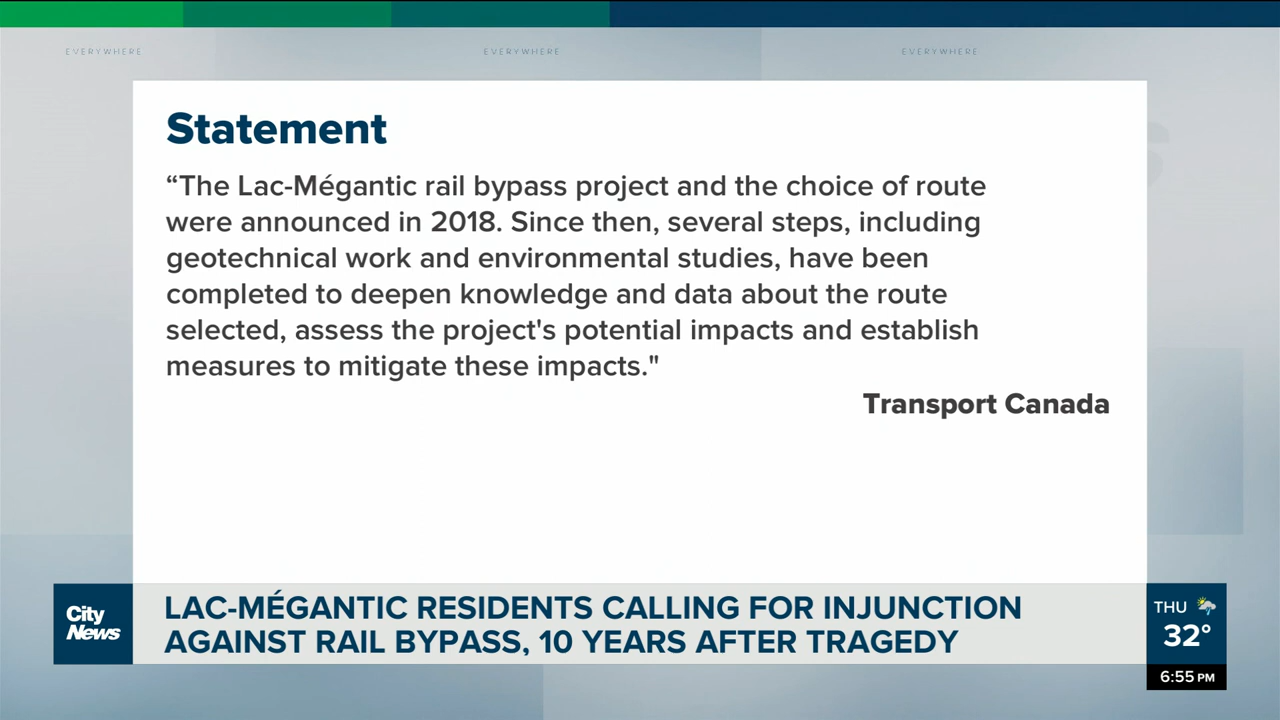 EVERYWHERE EVERYWHERE EVERYWHERE
Statement
“The Lac-Mégantic rail bypass project and the choice of route
were announced in 2018. Since then, several steps, including
geotechnical work and environmental studies, have been
completed to deepen knowledge and data about the route
selected, assess the project's potential impacts and establish
measures to mitigate these impacts."
Transport Canada
City
News
LAC-MÉGANTIC RESIDENTS CALLING FOR INJUNCTION
AGAINST RAIL BYPASS, 10 YEARS AFTER TRAGEDY
THU
32°
6:55 PM